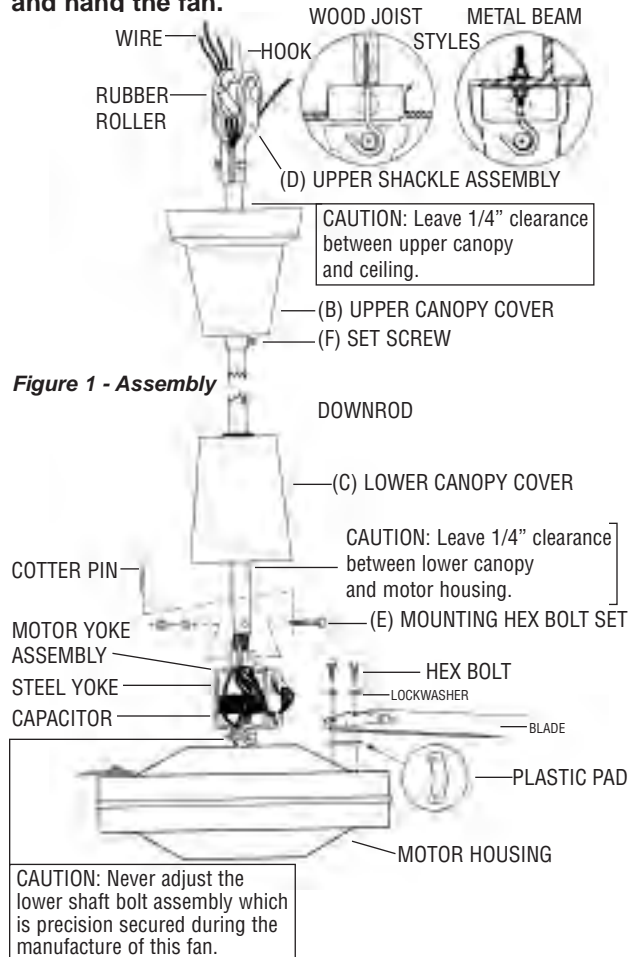 and hang the fan.
WOOD JOIST
METAL BEAM
STYLES
WIRE
HOOK
RUBBER
ROLLER
(D) UPPER SHACKLE ASSEMBLY
CAUTION: Leave 1/4” clearance
between upper canopy
and ceiling.
(B) UPPER CANOPY COVER
(F) SET SCREW
Figure 1 - Assembly
DOWNROD
(C) LOWER CANOPY COVER
CAUTION: Leave 1/4” clearance
between lower canopy
and motor housing.
COTTER PIN
(E) MOUNTING HEX BOLT SET
MOTOR YOKE
ASSEMBLY
STEEL YOKE
CAPACITOR
HEX BOLT
LOCKWASHER
BLADE
PLASTIC PAD
MOTOR HOUSING
CAUTION: Never adjust the
lower shaft bolt assembly which
is precision secured during the
manufacture of this fan.